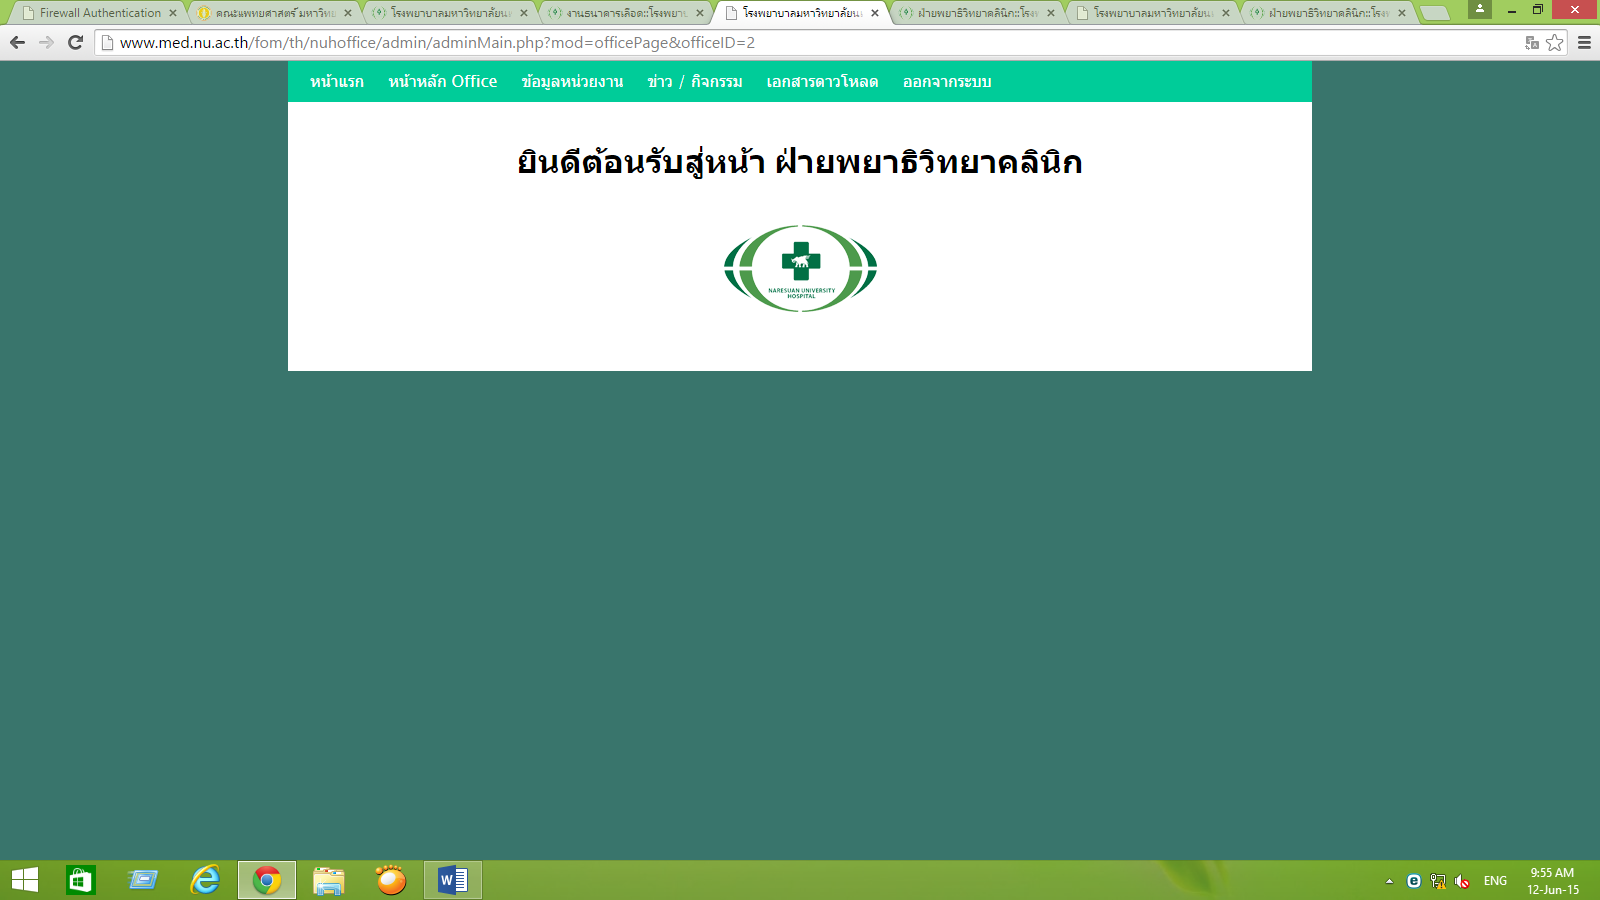 Firewall Authentication
คณะแพทยศาสตร์ มหาวิทย
โรงพยาบาลมหาวิทยาลัยน
งานธนาคารเลือด::โรงพยาบ
โรงพยาบาลมหาวิทยาลัยน
ฝ่ายพยาธิวิทยาคลินิก::โรงพ
โรงพยาบาลมหาวิทยาลัยน
ฝ่ายพยาธิวิทยาคลินิก::โรงพ
www.med.nu.ac.th/fom/th/nuhoffice/admin/adminMain.php?mod=officePage&officeID=2
หน้าแรก หน้าหลัก Office ข้อมูลหน่วยงาน ข่าว / กิจกรรม เอกสารดาวโหลด ออกจากระบบ
ยินดีต้อนรับสู่หน้า ฝ่ายพยาธิวิทยาคลินิก
NARESUAN UNIVERSITY
HOSPITAL
ENG
9:55 AM
12-Jun-15